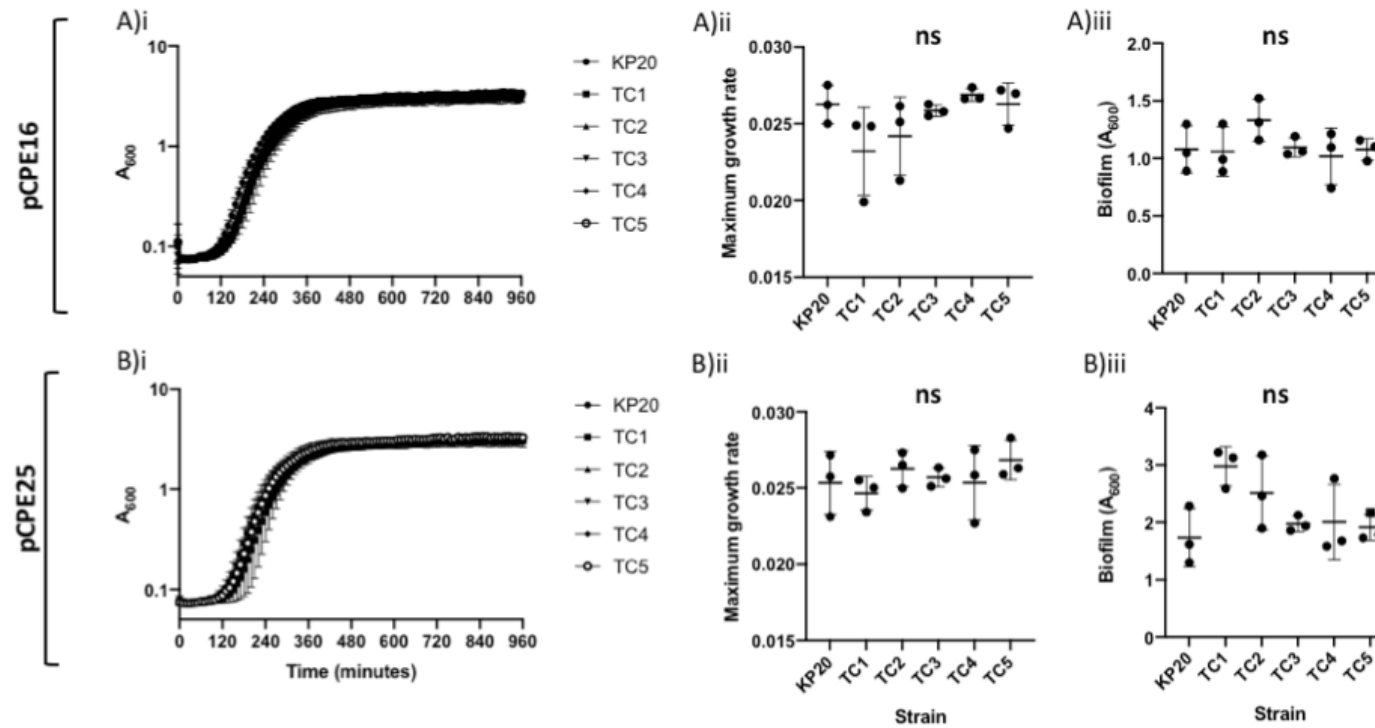 pCPE16
A)i
10
1
0.1
A600
0 120 240 360 480 600 720 840 960
KP20
TC1
TC2
TC3
TC4
TC5
A)ii
ns
Maximum growth rate
0.030
0.025
0.020
0.015
KP20 TC1 TC2 TC3 TC4 TC5
A)iii
ns
Biofilm (A600)
2.0
1.5
1.0
0.5
0.0
KP20 TC1 TC2 TC3 TC4 TC5
pCPE25
B)i
10
1
0.1
A600
0 120 240 360 480 600 720 840 960
Time (minutes)
KP20
TC1
TC2
TC3
TC4
TC5
B)ii
ns
Maximum growth rate
0.030
0.025
0.020
0.015
KP20 TC1 TC2 TC3 TC4 TC5
Strain
B)iii
ns
Biofilm (A600)
4
3
2
1
0
KP20 TC1 TC2 TC3 TC4 TC5
Strain